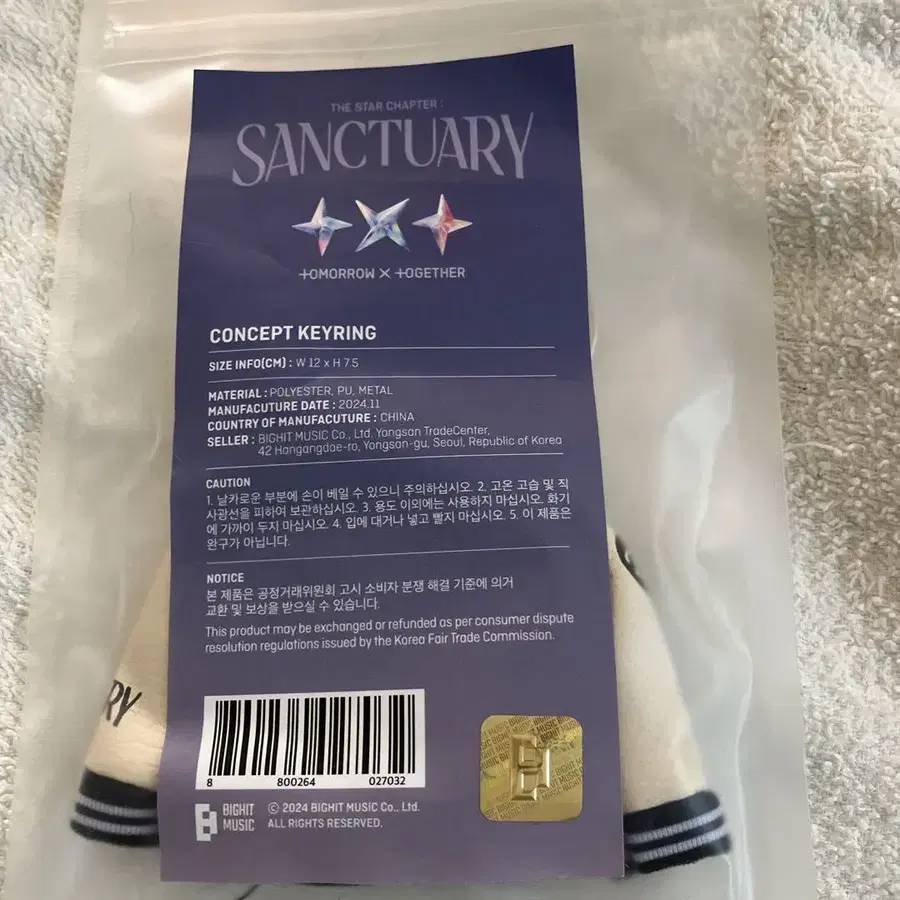 THE STAR CHAPTER :
SANCTUARY
TOMORROW X TOGETHER
CONCEPT KEYRING
SIZE INFO(CM) : W 12 x H 7.5
MATERIAL : POLYESTER, PU, METAL
MANUFACUTURE DATE : 2024.11
COUNTRY OF MANUFACUTURE : CHINA
SELLER : BIGHIT MUSIC Co., Ltd. Yangsan TradeCenter,
42 Hangangdae-ro, Yongsan-gu, Seoul, Republic of Korea
CAUTION
1. 날카로운 부분에 손이 베일 수 있으니 주의하십시오. 2. 고온 고습 및 직
사광선을 피하여 보관하십시오. 3. 용도 이외에는 사용하지 마십시오. 화기
에 가까이 두지 마십시오. 4. 입에 대거나 넣고 빨지 마십시오. 5. 이 제품은
완구가 아닙니다.
NOTICE
본 제품은 공정거래위원회 고시 소비자 분쟁 해결 기준에 의거
교환 및 보상을 받으실 수 있습니다.
This product may be exchanged or refunded as per consumer dispute
resolution regulations issued by the Korea Fair Trade Commission.
RY
8 800264 027032
BIGHIT
MUSIC
© 2024 BIGHIT MUSIC Co., Ltd.
ALL RIGHTS RESERVED.
BIGHIT MUSIC